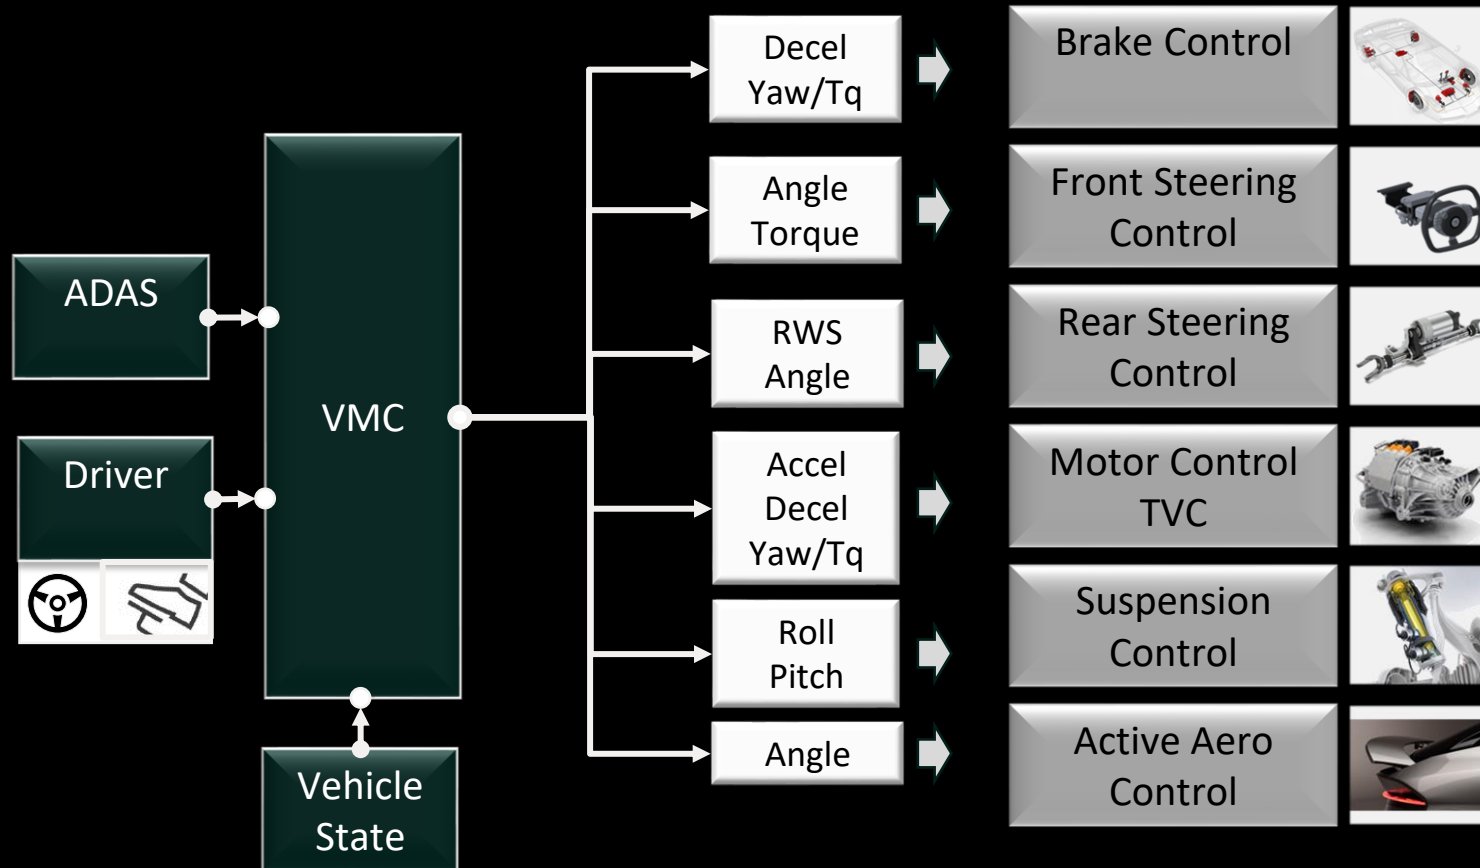 ADAS
Driver
VMC
Vehicle
State
Decel
Yaw/Tq
Brake Control
Angle
Torque
Front Steering
Control
RWS
Angle
Rear Steering
Control
Accel
Decel
Yaw/Tq
Motor Control
TVC
Roll
Pitch
Suspension
Control
Angle
Active Aero
Control